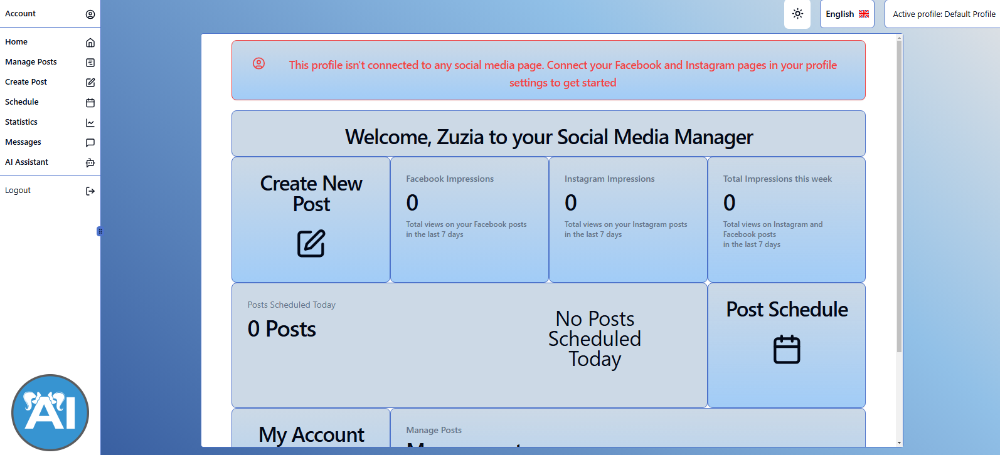 Account
Home
Manage Posts
Create Post
Schedule
Statistics
Messages
AI Assistant
Logout
AI
English
Active profile: Default Profile
This profile isn't connected to any social media page. Connect your Facebook and Instagram pages in your profile
settings to get started
Welcome, Zuzia to your Social Media Manager
Create New
Post
Facebook Impressions
0
Total views on your Facebook posts
in the last 7 days
Instagram Impressions
0
Total views on your Instagram posts
in the last 7 days
Total Impressions this week
0
Total views on Instagram and
Facebook posts
in the last 7 days
Posts Scheduled Today
0 Posts
No Posts
Scheduled
Today
Post Schedule
My Account
Manage Posts